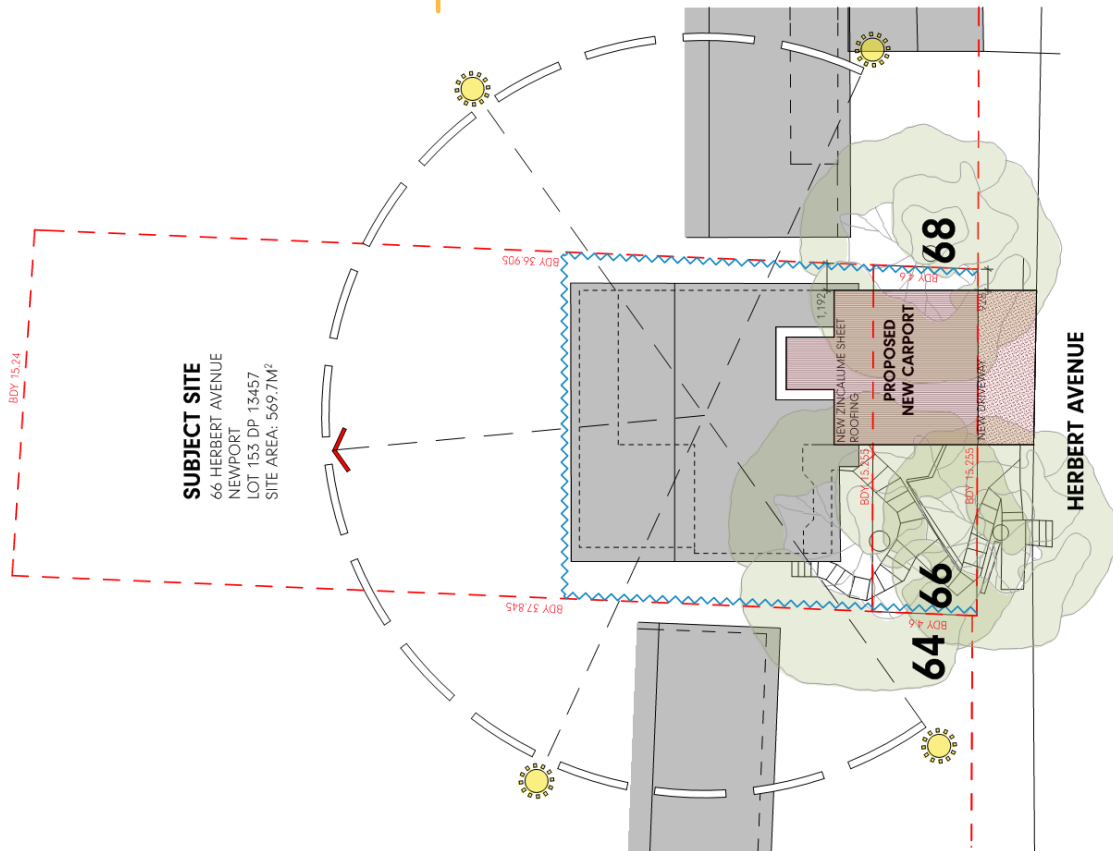 BDY 15.24
SUBJECT SITE
66 HERBERT AVENUE
NEWPORT
LOT 153 DP 13457
SITE AREA: 569.7M²
BDY 36.905
BDY 37.845
1,192
NEW ZINCALUME SHEET
ROOFING
PROPOSED
NEW CARPORT
BDY 4.6
928
NEW DRIVEWAY
BDY 15.255
BDY 15.255
BDY 4.6
68
66
64
HERBERT AVENUE